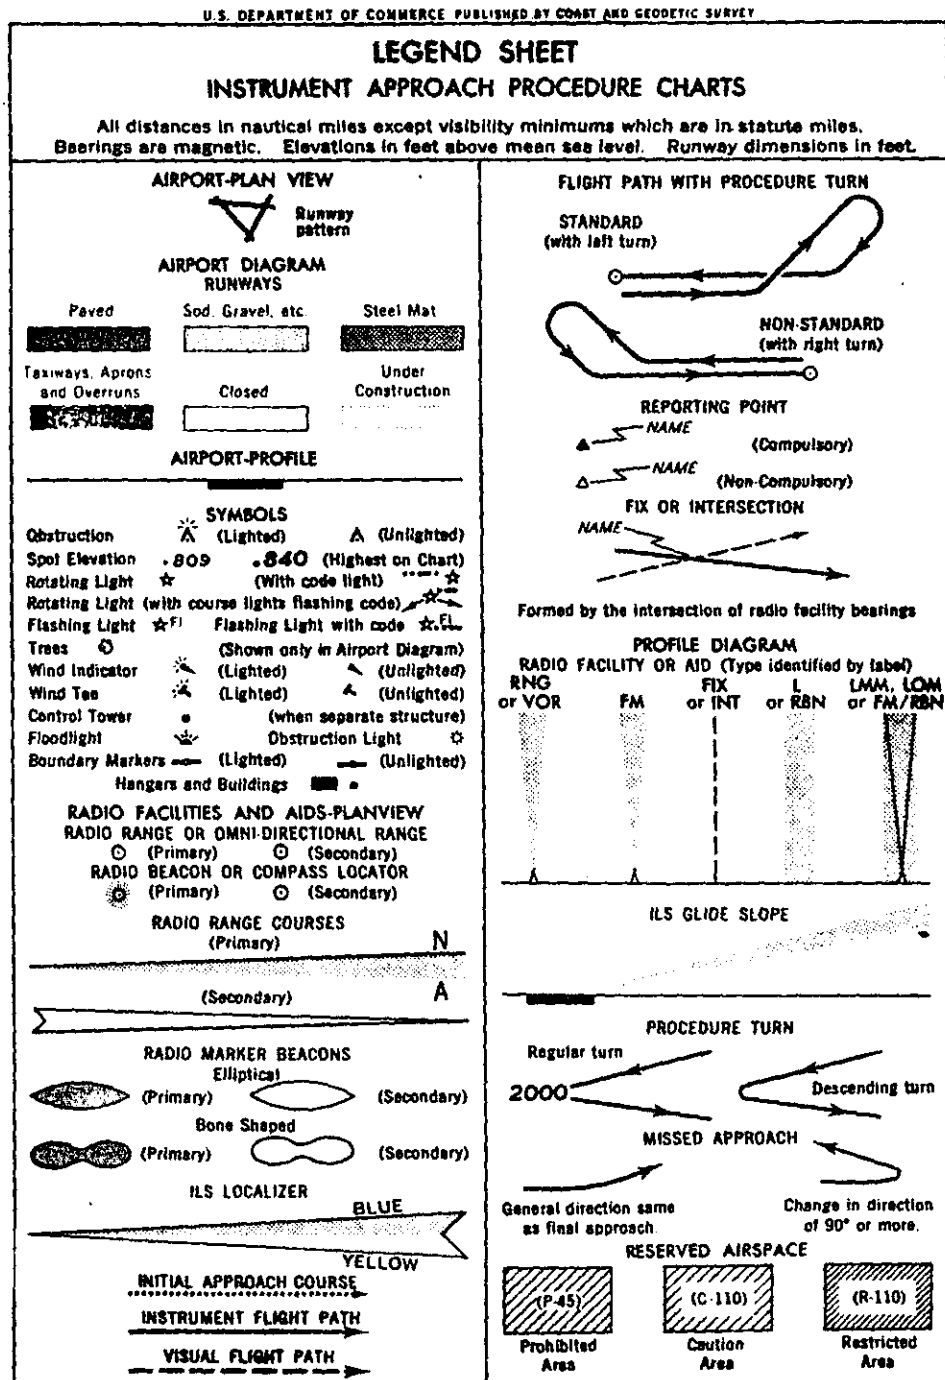 U.S. DEPARTMENT OF COMMERCE PUBLISHED BY COAST AND GEODETIC SURVEY
LEGEND SHEET
INSTRUMENT APPROACH PROCEDURE CHARTS
All distances in nautical miles except visibility minimums which are in statute miles.
Bearings are magnetic. Elevations in feet above mean sea level. Runway dimensions in feet.
AIRPORT-PLAN VIEW
Runway
pattern
AIRPORT DIAGRAM
RUNWAYS
Paved Sod, Gravel, etc. Steel Mat
Taxiways, Aprons
and Overruns Closed Under
Construction
AIRPORT-PROFILE
SYMBOLS
Obstruction (Lighted) (Unlighted)
Spot Elevation .809 .840 (Highest on Chart)
Rotating Light (With code light)
Rotating Light (with course lights flashing code)
Flashing Light Fl Flashing Light with code Fl
Trees (Shown only in Airport Diagram)
Wind Indicator (Lighted) (Unlighted)
Wind Tee (Lighted) (Unlighted)
Control Tower (when separate structure)
Floodlight Obstruction Light
Boundary Markers (Lighted) (Unlighted)
Hangers and Buildings
RADIO FACILITIES AND AIDS-PLANVIEW
RADIO RANGE OR OMNI-DIRECTIONAL RANGE
(Primary) (Secondary)
RADIO BEACON OR COMPASS LOCATOR
(Primary) (Secondary)
RADIO RANGE COURSES
(Primary) N
(Secondary) A
RADIO MARKER BEACONS
Elliptical
(Primary) (Secondary)
Bone Shaped
(Primary) (Secondary)
ILS LOCALIZER
BLUE
YELLOW
INITIAL APPROACH COURSE
INSTRUMENT FLIGHT PATH
VISUAL FLIGHT PATH
FLIGHT PATH WITH PROCEDURE TURN
STANDARD
(with left turn)
NON-STANDARD
(with right turn)
REPORTING POINT
NAME
(Compulsory)
NAME
(Non-Compulsory)
FIX OR INTERSECTION
NAME
Formed by the intersection of radio facility bearings
PROFILE DIAGRAM
RADIO FACILITY OR AID (Type identified by label)
RNG FIX L LMM, LOM
or VOR FM or INT or RBN or FM/RBN
ILS GLIDE SLOPE
PROCEDURE TURN
Regular turn
2000 Descending turn
MISSED APPROACH
General direction same
as final approach.
Change in direction
of 90° or more.
RESERVED AIRSPACE
(P-45) (C-110) (R-110)
Prohibited Caution Restricted
Area Area Area